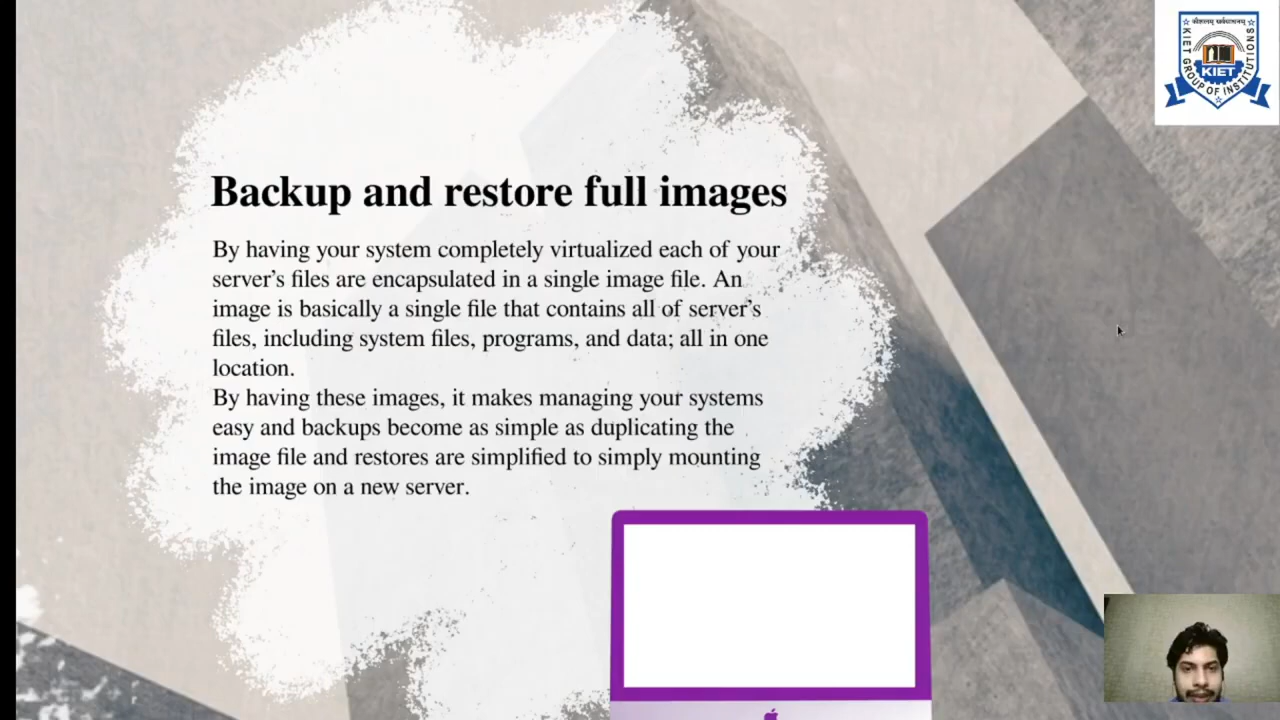 Backup and restore full images
By having your system completely virtualized each of your
server's files are encapsulated in a single image file. An
image is basically a single file that contains all of server's
files, including system files, programs, and data; all in one
location.
By having these images, it makes managing your systems
easy and backups become as simple as duplicating the
image file and restores are simplified to simply mounting
the image on a new server.
KIET
KIET GROUP OF INSTITUTIONS